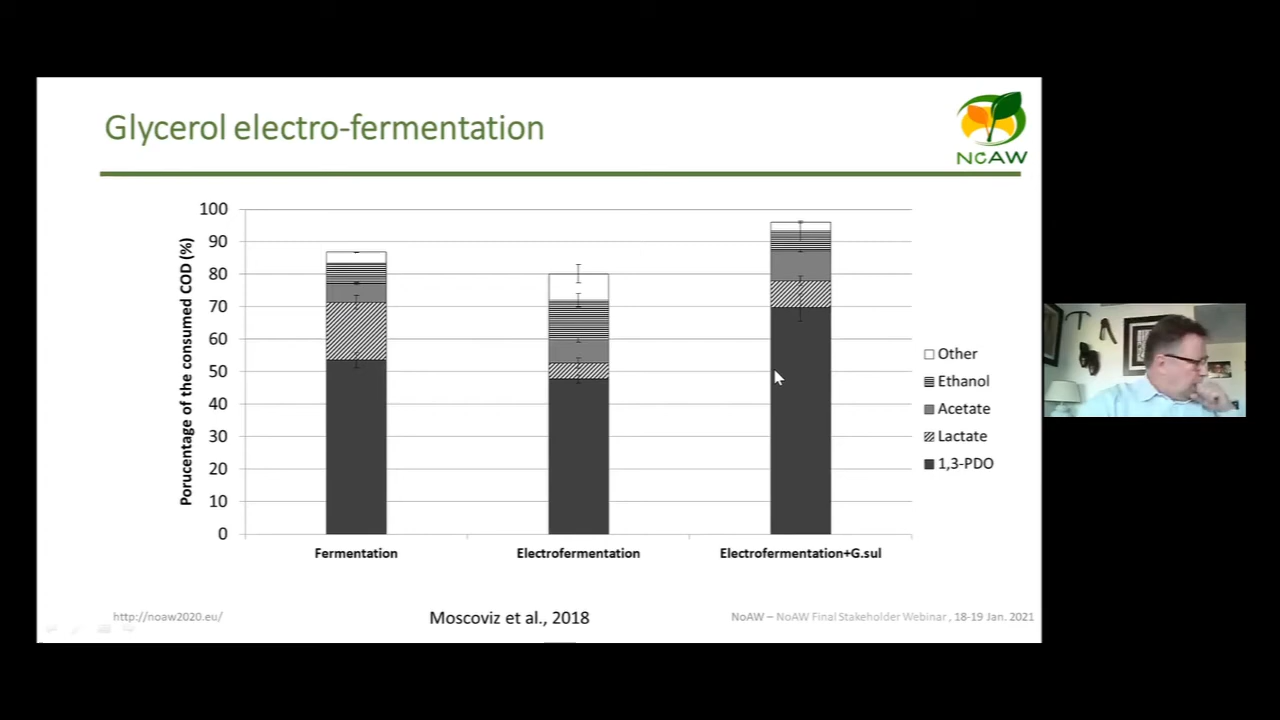 Glycerol electro-fermentation
NoAW
Porucentage of the consumed COD (%)
100
90
80
70
60
50
40
30
20
10
0
Other
Ethanol
Acetate
Lactate
1,3-PDO
Fermentation
Electrofermentation
Electrofermentation+G.sul
http://noaw2020.eu/
Moscoviz et al., 2018
NoAW – NoAW Final Stakeholder Webinar , 18-19 Jan. 2021